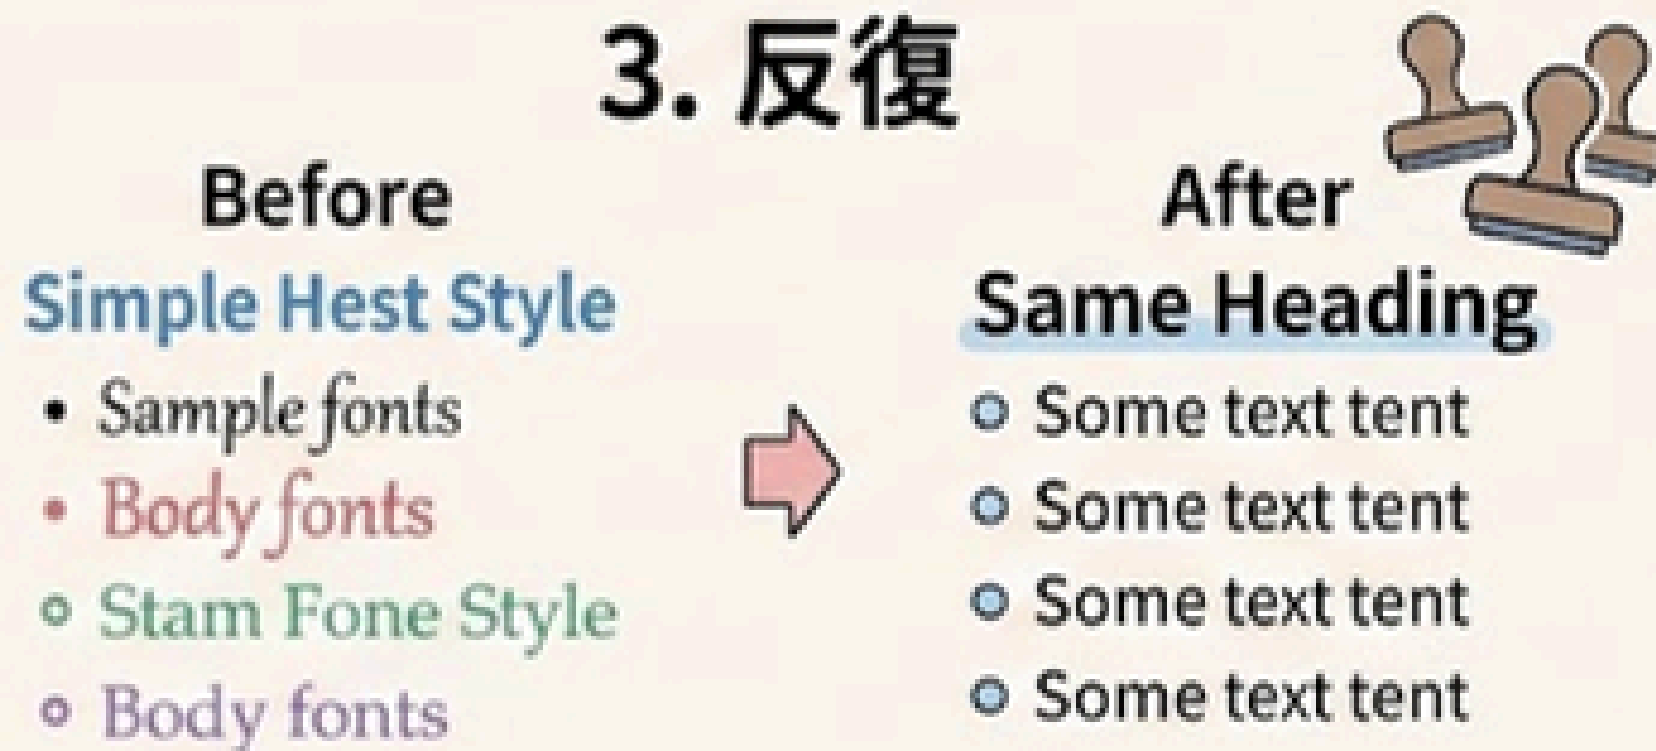 3. 反復
Before
Simple Hest Style
• Sample fonts
• Body fonts
○ Stam Fone Style
○ Body fonts
After
Same Heading
○ Some text tent
○ Some text tent
○ Some text tent
○ Some text tent